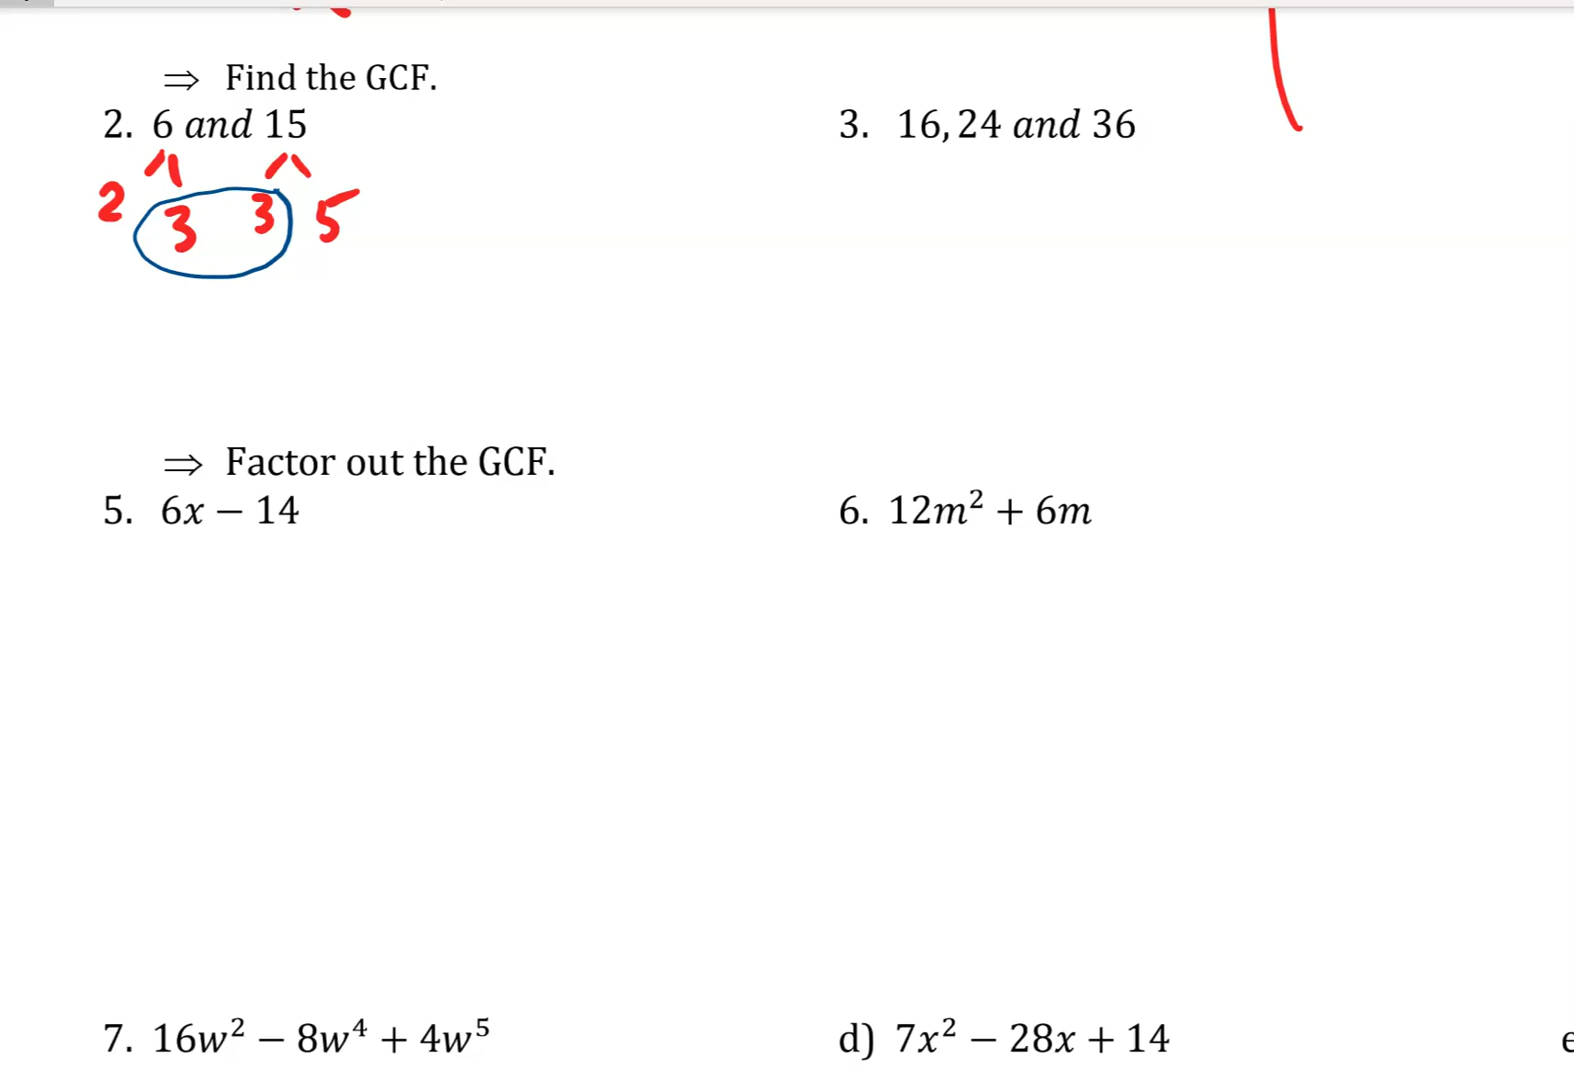 ⇒ Find the GCF.
2. 6 and 15
3. 16, 24 and 36
2 3 3 5
⇒ Factor out the GCF.
5. 6x − 14
6. 12m² + 6m
7. 16w² − 8w⁴ + 4w⁵
d) 7x² − 28x + 14